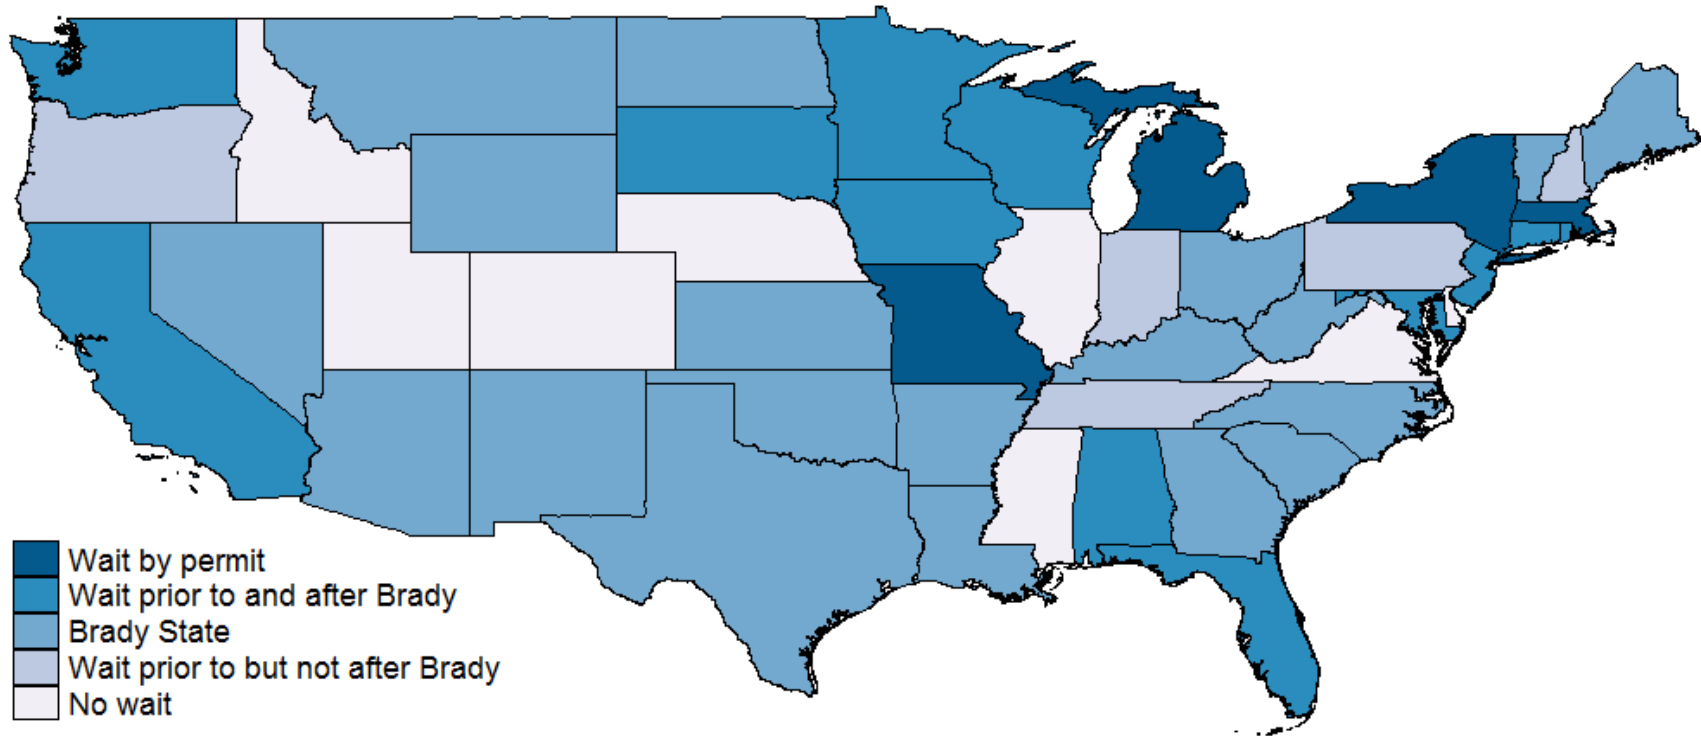 Wait by permit
Wait prior to and after Brady
Brady State
Wait prior to but not after Brady
No wait